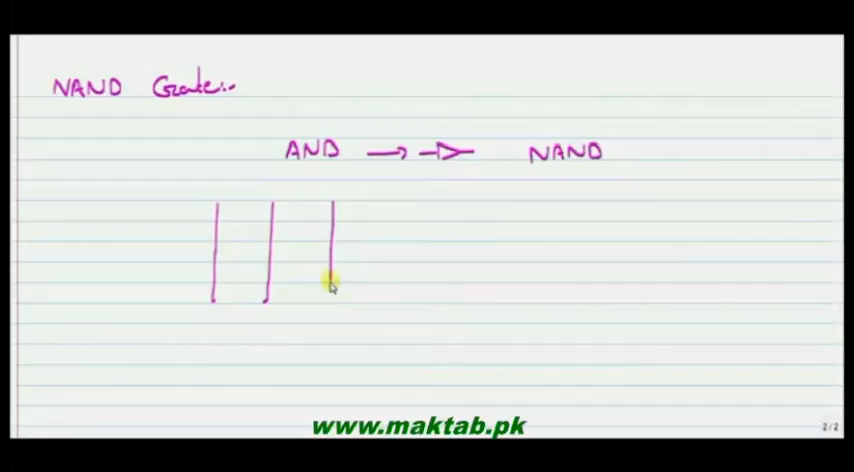 NAND Gate:.
AND → NAND
www.maktab.pk
2/2